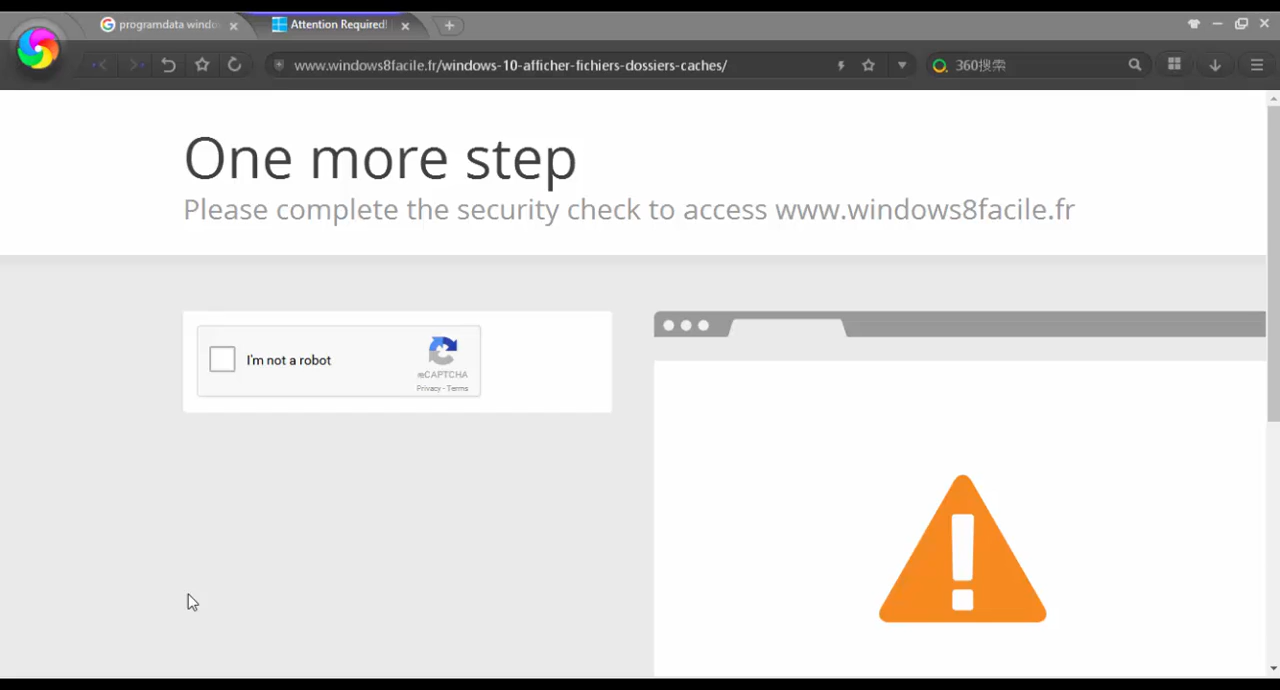 programdata windo
Attention Required!
www.windows8facile.fr/windows-10-afficher-fichiers-dossiers-caches/
360搜索
One more step
Please complete the security check to access www.windows8facile.fr
I'm not a robot
reCAPTCHA
Privacy - Terms